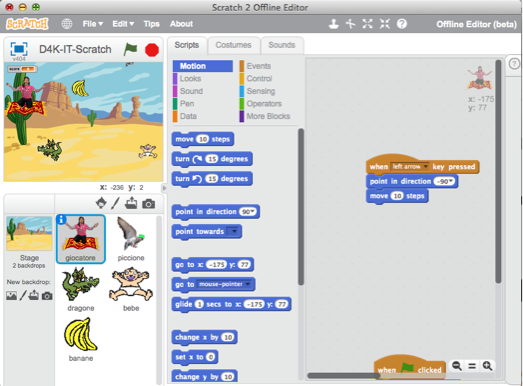 Scratch 2 Offline Editor
SCRATCH File Edit Tips About Offline Editor (beta)
D4K-IT-Scratch
v404
Scripts Costumes Sounds
Motion Events
Looks Control
Sound Sensing
Pen Operators
Data More Blocks
move 10 steps
turn 15 degrees
turn 15 degrees
point in direction 90
point towards
go to x: -175 y: 77
go to mouse-pointer
glide 1 secs to x: -175 y: 77
change x by 10
set x to 0
change y by 10
x: -175
y: 77
when left arrow key pressed
point in direction -90
move 10 steps
when clicked
x: -236 y: 2
Stage
2 backdrops
New backdrop:
giocatore
piccione
dragone
bebe
banane